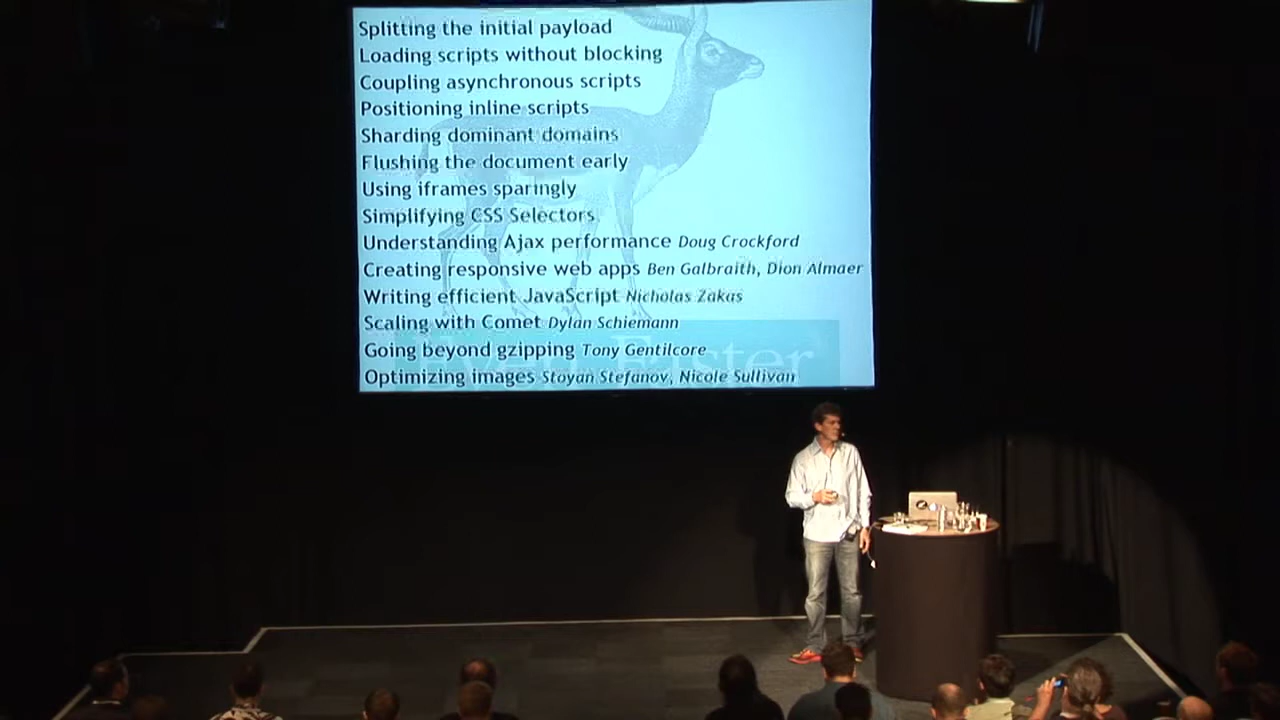 Splitting the initial payload
Loading scripts without blocking
Coupling asynchronous scripts
Positioning inline scripts
Sharding dominant domains
Flushing the document early
Using iframes sparingly
Simplifying CSS Selectors
Understanding Ajax performance Doug Crockford
Creating responsive web apps Ben Galbraith, Dion Almaer
Writing efficient JavaScript Nicholas Zakas
Scaling with Comet Dylan Schiemann
Going beyond gzipping Tony Gentilcore
Even Faster
Optimizing images Stoyan Stefanov, Nicole Sullivan